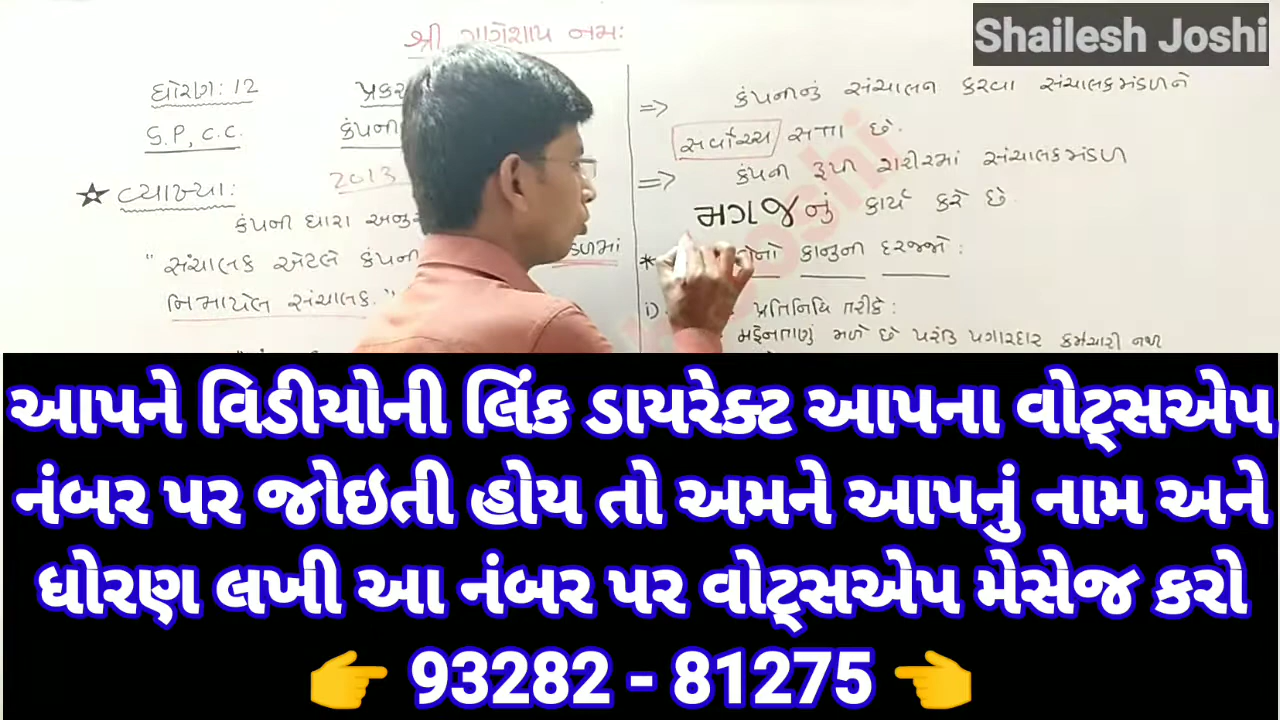 Shailesh Joshi
શ્રી ગણેશાય નમઃ
ધોરણ: 12
S.P, C.C.
કંપની
★ વ્યાખ્યા:
2013
કંપની ધારા
"સંચાલક એટલે કંપની
ડળમાં
નિમાયેલ સંચાલક."
=> કંપનીનું સંચાલન કરવા સંચાલકમંડળને
સર્વોચ્ચ સત્તા છે.
=> કંપની રૂપી શરીરમાં સંચાલકમંડળ
મગજનું કાર્ય કરે છે.
* કાનુની દરજ્જો:
i) પ્રતિનિધિ તરીકે:
મહેનતાણું મળે છે પરંતુ પગારદાર કર્મચારી નથી
આપને વિડીયોની લિંક ડાયરેક્ટ આપના વોટ્સએપ
નંબર પર જોઇતી હોય તો અમને આપનું નામ અને
ધોરણ લખી આ નંબર પર વોટ્સએપ મેસેજ કરો
👉 93282 - 81275 👈